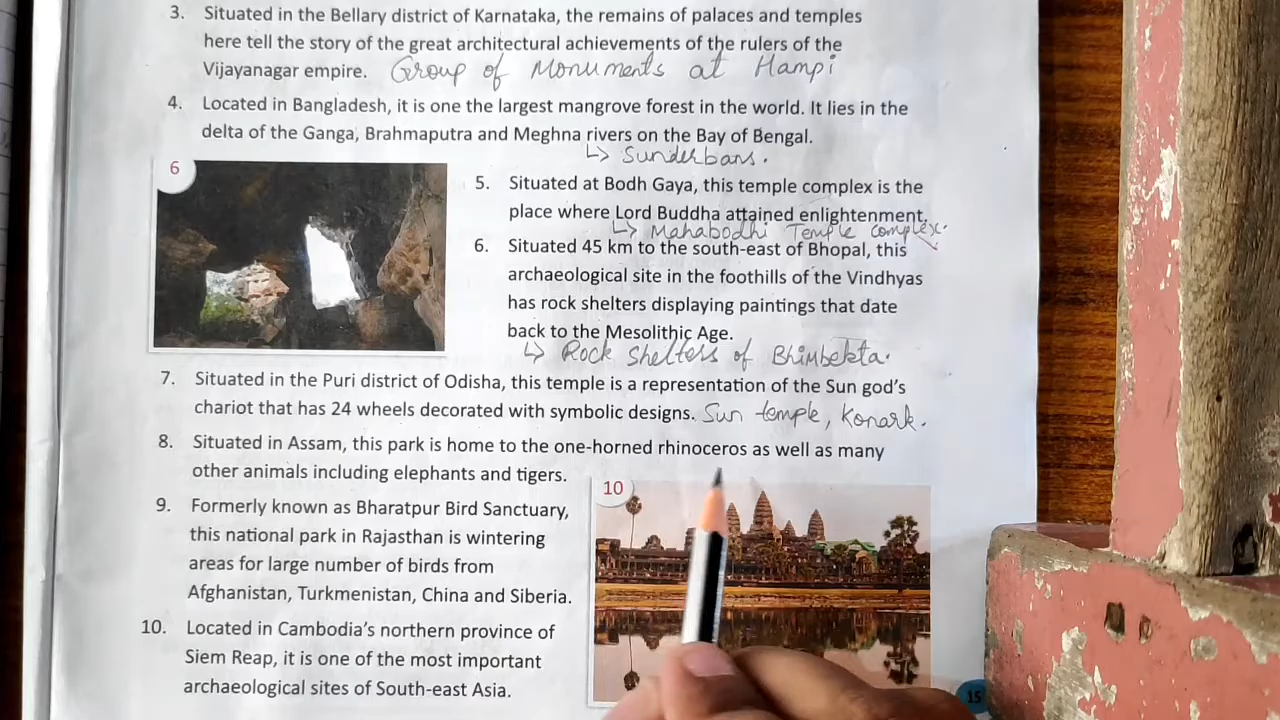 3. Situated in the Bellary district of Karnataka, the remains of palaces and temples
here tell the story of the great architectural achievements of the rulers of the
Vijayanagar empire. Group of Monuments at Hampi
4. Located in Bangladesh, it is one the largest mangrove forest in the world. It lies in the
delta of the Ganga, Brahmaputra and Meghna rivers on the Bay of Bengal.
↳ Sunderbans.
6
5. Situated at Bodh Gaya, this temple complex is the
place where Lord Buddha attained enlightenment.
↳ Mahabodhi Temple complex.
6. Situated 45 km to the south-east of Bhopal, this
archaeological site in the foothills of the Vindhyas
has rock shelters displaying paintings that date
back to the Mesolithic Age.
↳ Rock Shelters of Bhimbekta.
7. Situated in the Puri district of Odisha, this temple is a representation of the Sun god's
chariot that has 24 wheels decorated with symbolic designs. Sun temple, Konark.
8. Situated in Assam, this park is home to the one-horned rhinoceros as well as many
other animals including elephants and tigers.
9. Formerly known as Bharatpur Bird Sanctuary,
this national park in Rajasthan is wintering
areas for large number of birds from
Afghanistan, Turkmenistan, China and Siberia.
10
10. Located in Cambodia's northern province of
Siem Reap, it is one of the most important
archaeological sites of South-east Asia.
15